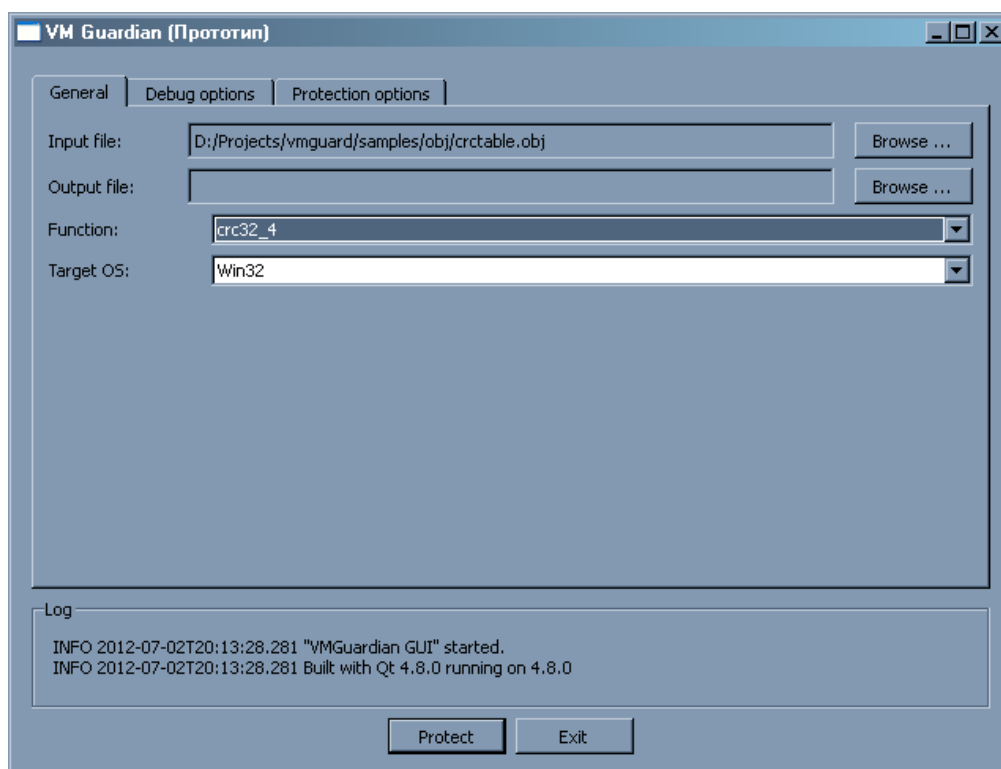 VM Guardian (Прототип)
General Debug options Protection options
Input file: D:/Projects/vmguard/samples/obj/crctable.obj Browse ...
Output file: Browse ...
Function: crc32_4
Target OS: Win32
Log
INFO 2012-07-02T20:13:28.281 "VMGuardian GUI" started.
INFO 2012-07-02T20:13:28.281 Built with Qt 4.8.0 running on 4.8.0
Protect Exit